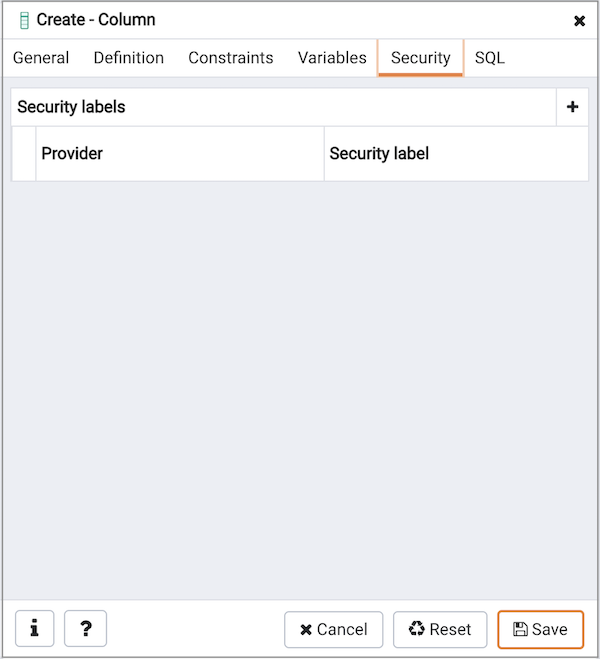 Create - Column
General Definition Constraints Variables Security SQL
Security labels
Provider Security label
i ? Cancel Reset Save